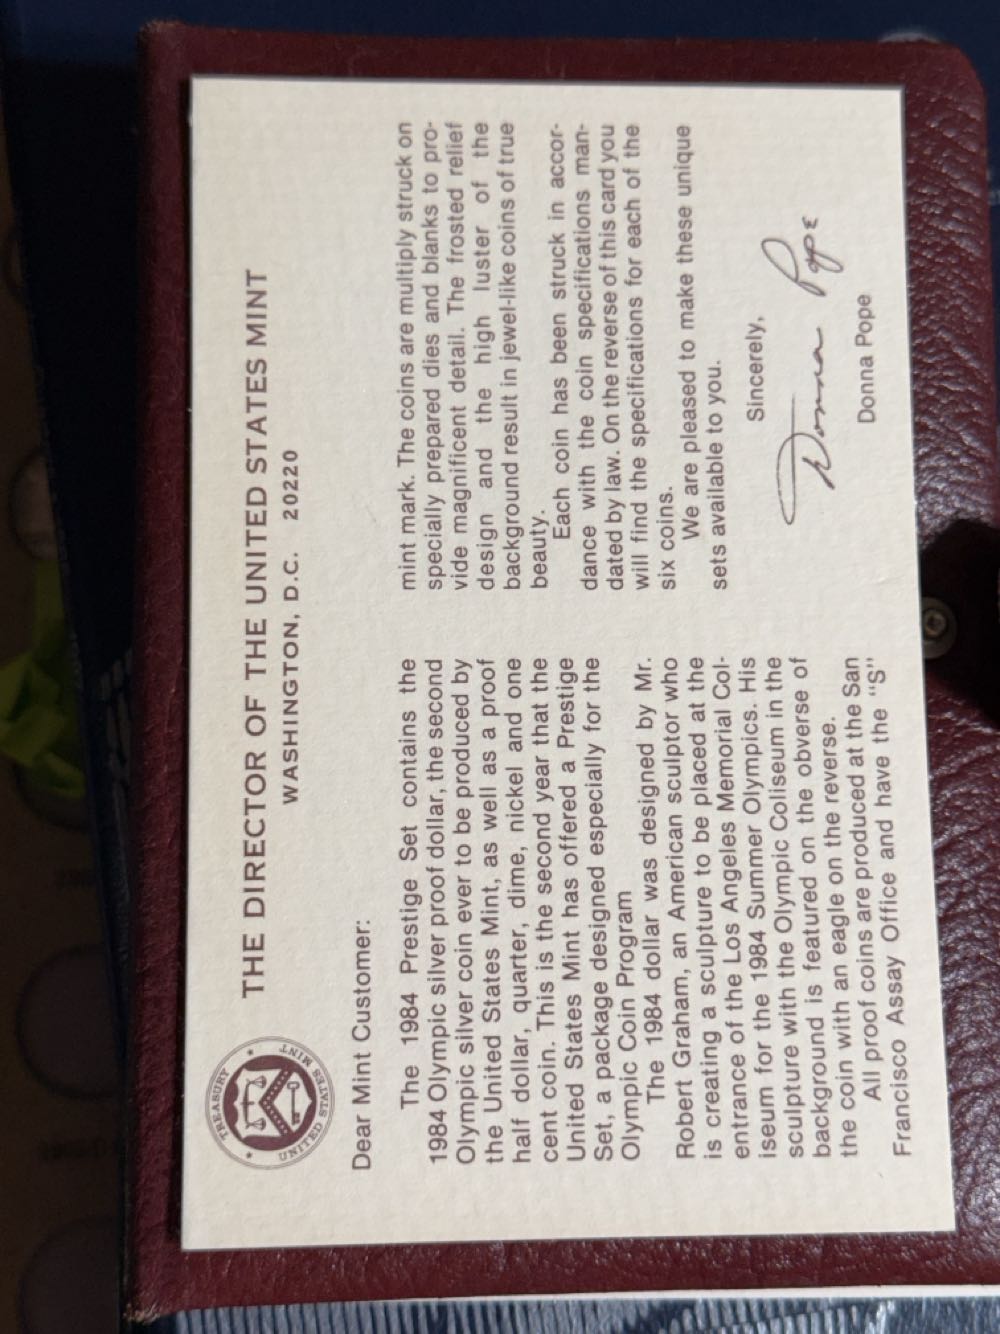 TREASURY
UNITED STATES MINT
THE DIRECTOR OF THE UNITED STATES MINT
WASHINGTON, D.C. 20220
Dear Mint Customer:
The 1984 Prestige Set contains the
1984 Olympic silver proof dollar, the second
Olympic silver coin ever to be produced by
the United States Mint, as well as a proof
half dollar, quarter, dime, nickel and one
cent coin. This is the second year that the
United States Mint has offered a Prestige
Set, a package designed especially for the
Olympic Coin Program
The 1984 dollar was designed by Mr.
Robert Graham, an American sculptor who
is creating a sculpture to be placed at the
entrance of the Los Angeles Memorial Col-
iseum for the 1984 Summer Olympics. His
sculpture with the Olympic Coliseum in the
background is featured on the obverse of
the coin with an eagle on the reverse.
All proof coins are produced at the San
Francisco Assay Office and have the "S"
mint mark. The coins are multiply struck on
specially prepared dies and blanks to pro-
vide magnificent detail. The frosted relief
design and the high luster of the
background result in jewel-like coins of true
beauty.
Each coin has been struck in accor-
dance with the coin specifications man-
dated by law. On the reverse of this card you
will find the specifications for each of the
six coins.
We are pleased to make these unique
sets available to you.
Sincerely,
Donna Pope
Donna Pope